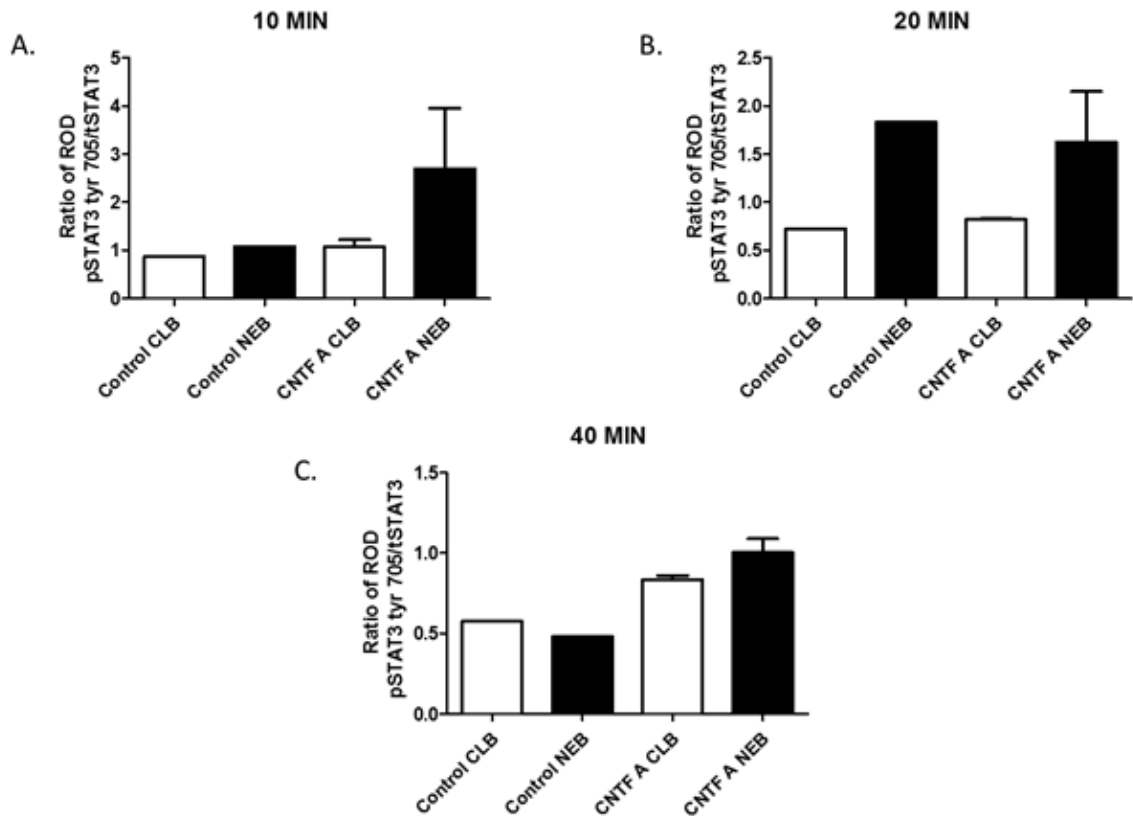 10 MIN
A.
Ratio of ROD
pSTAT3 tyr 705/tSTAT3
5
4
3
2
1
0
Control CLB
Control NEB
CNTF A CLB
CNTF A NEB
20 MIN
B.
Ratio of ROD
pSTAT3 tyr 705/tSTAT3
2.5
2.0
1.5
1.0
0.5
0.0
Control CLB
Control NEB
CNTF A CLB
CNTF A NEB
40 MIN
C.
Ratio of ROD
pSTAT3 tyr 705/tSTAT3
1.5
1.0
0.5
0.0
Control CLB
Control NEB
CNTF A CLB
CNTF A NEB